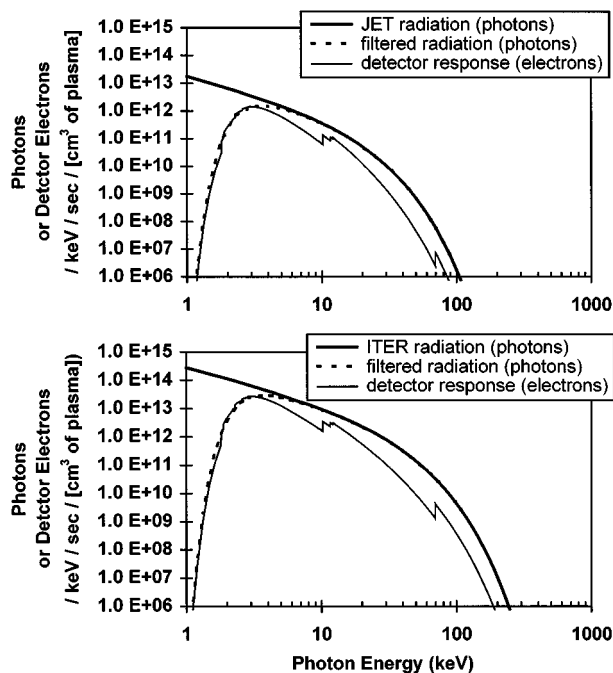 Photons
or Detctor Electrons
/ keV / sec / [cm3 of plasma]
1.0 E+15
1.0 E+14
1.0 E+13
1.0 E+12
1.0 E+11
1.0 E+10
1.0 E+09
1.0 E+08
1.0 E+07
1.0 E+06
JET radiation (photons)
filtered radiation (photons)
detector response (electrons)
1 10 100 1000
Photons
or Detctor Electrons
/ keV / sec / [cm3 of plasma])
1.0 E+15
1.0 E+14
1.0 E+13
1.0 E+12
1.0 E+11
1.0 E+10
1.0 E+09
1.0 E+08
1.0 E+07
1.0 E+06
ITER radiation (photons)
filtered radiation (photons)
detector response (electrons)
1 10 100 1000
Photon Energy (keV)